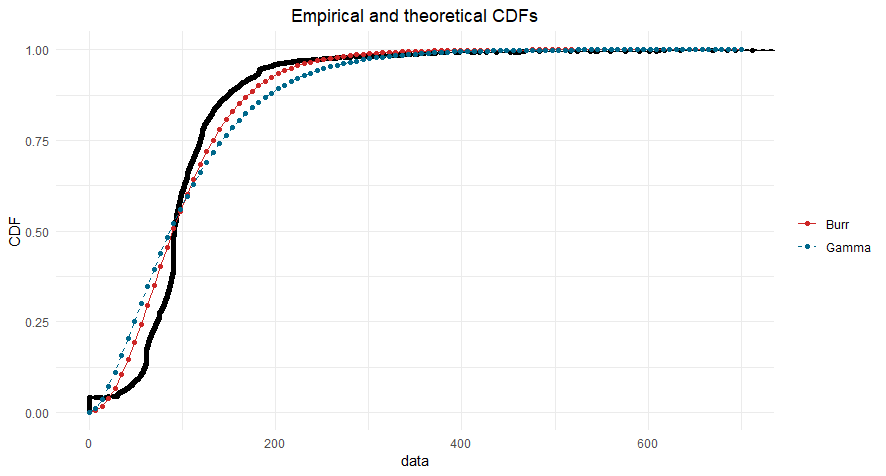 Empirical and theoretical CDFs
1.00
0.75
0.50
0.25
0.00
CDF
0 200 400 600
data
Burr
Gamma